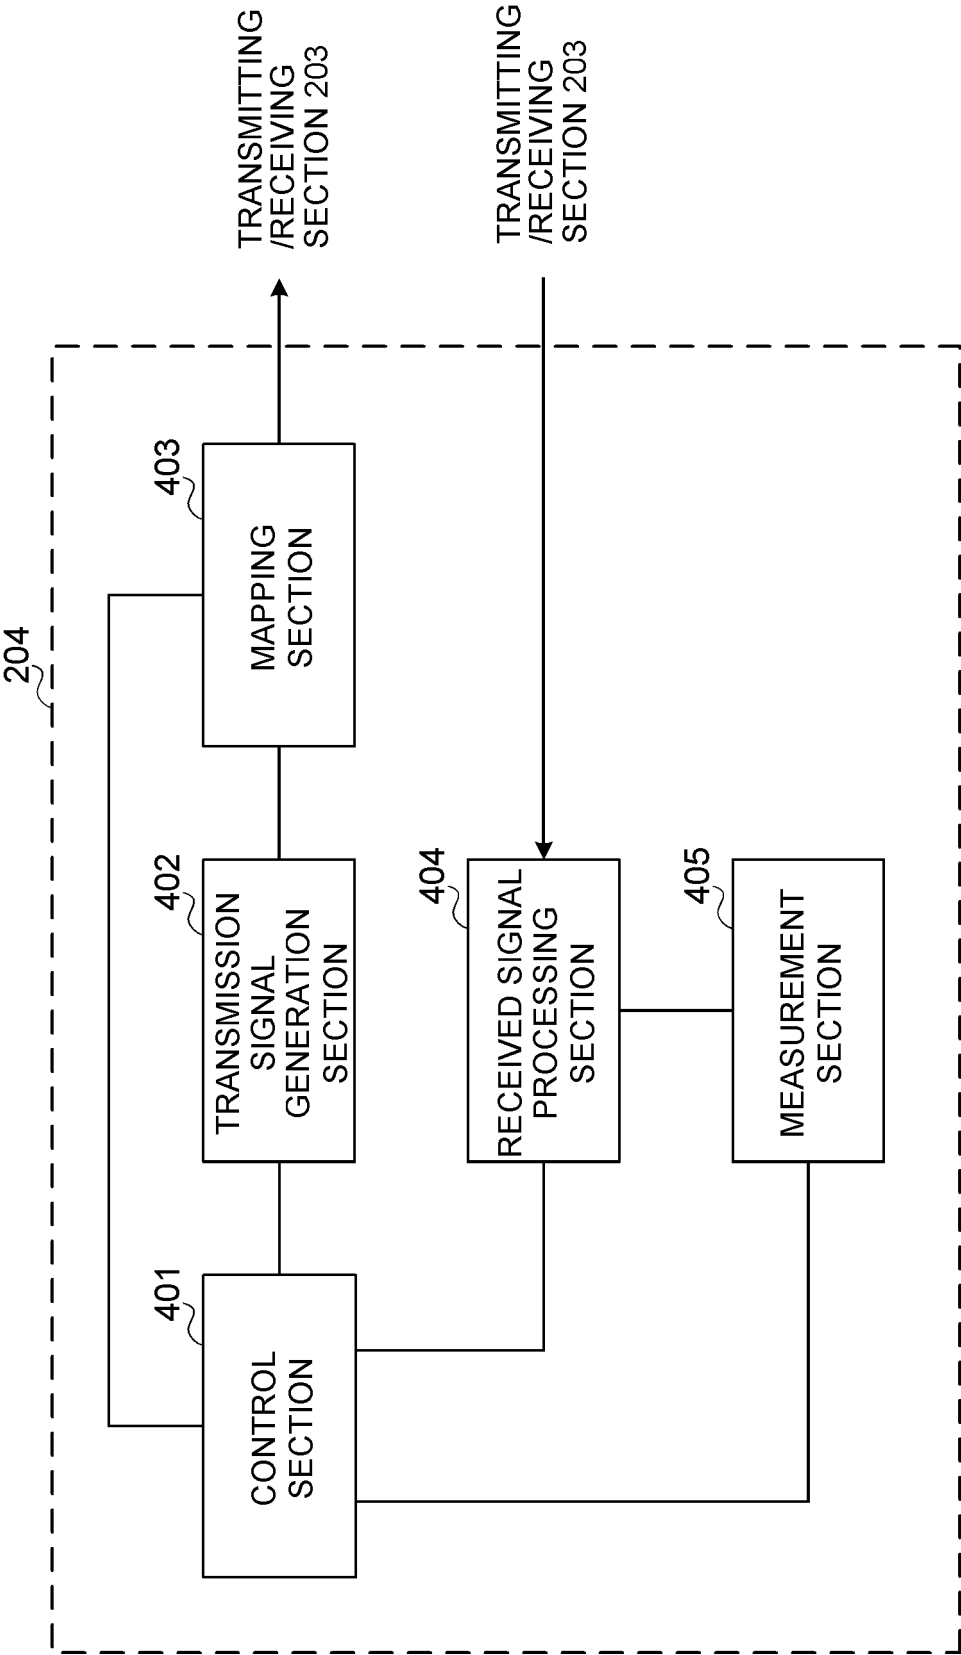 204
401
CONTROL
SECTION
402
TRANSMISSION
SIGNAL
GENERATION
SECTION
403
MAPPING
SECTION
TRANSMITTING
/RECEIVING
SECTION 203
404
RECEIVED SIGNAL
PROCESSING
SECTION
TRANSMITTING
/RECEIVING
SECTION 203
405
MEASUREMENT
SECTION